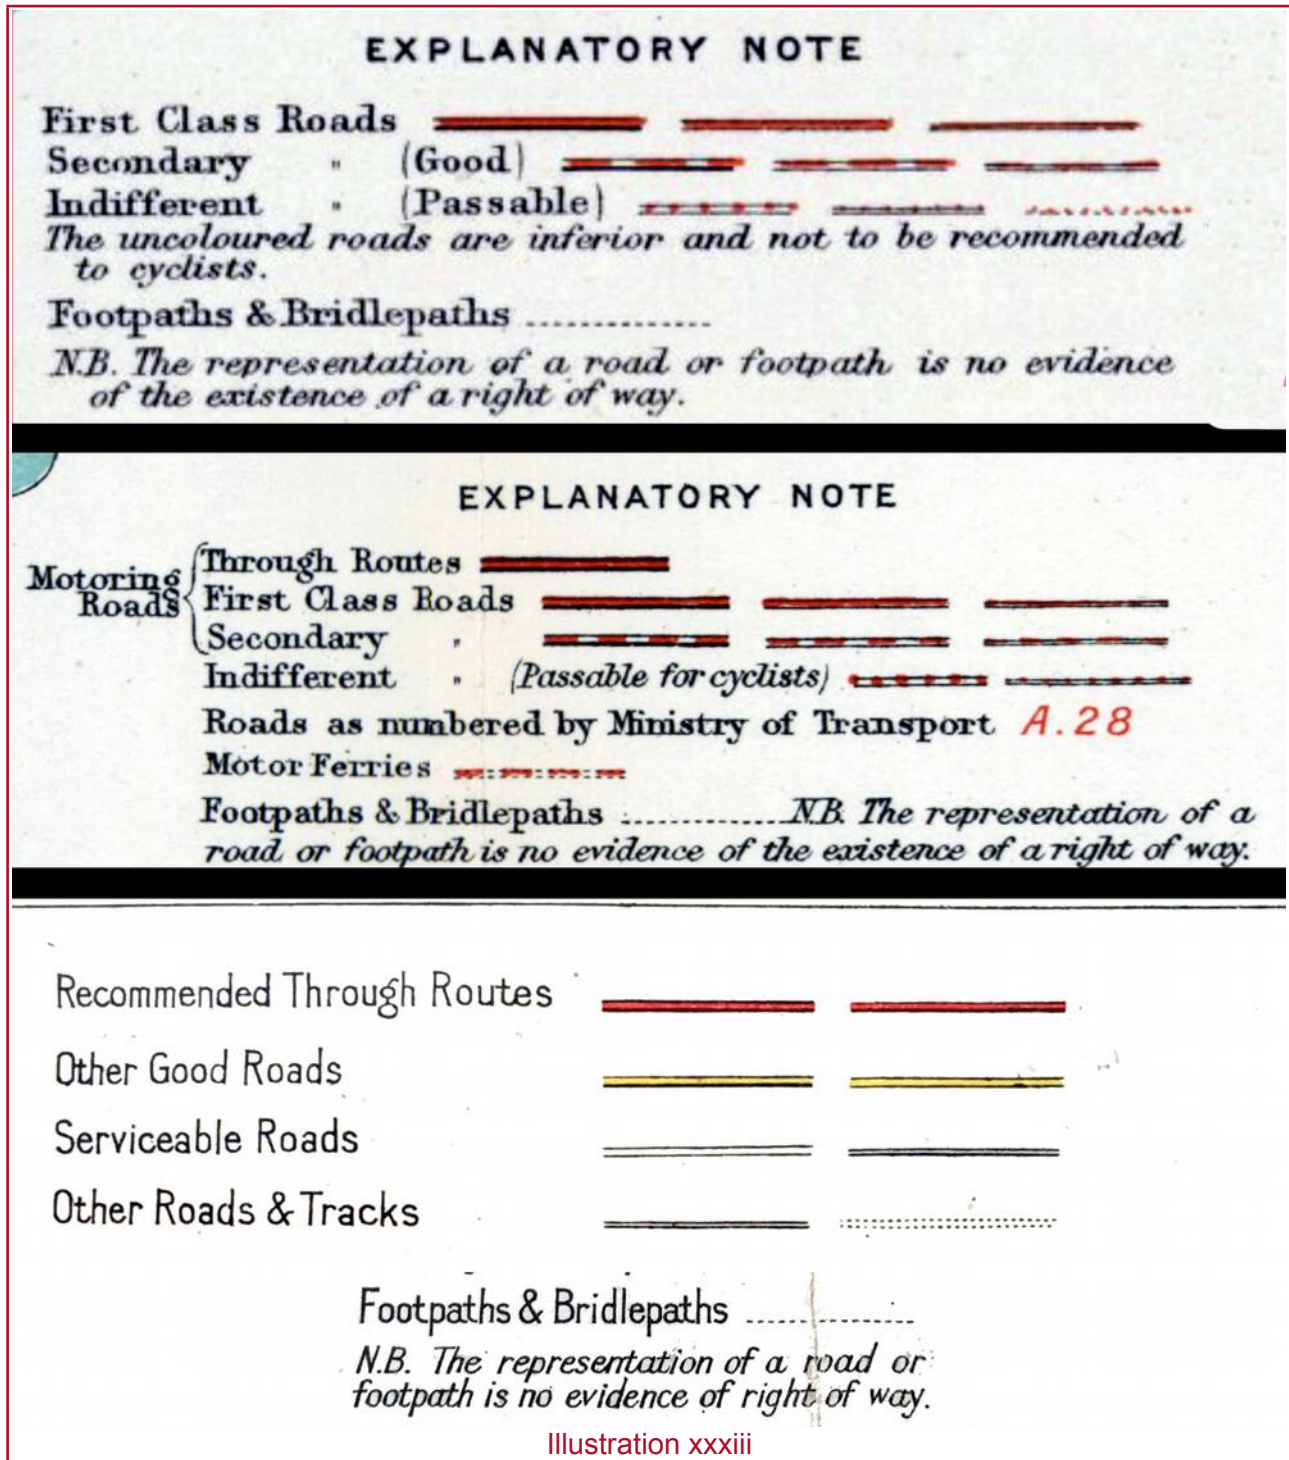 EXPLANATORY NOTE
First Class Roads
Secondary " (Good)
Indifferent " (Passable)
The uncoloured roads are inferior and not to be recommended
to cyclists.
Footpaths & Bridlepaths ..............
N.B. The representation of a road or footpath is no evidence
of the existence of a right of way.
EXPLANATORY NOTE
Motoring Roads
Through Routes
First Class Roads
Secondary "
Indifferent " (Passable for cyclists)
Roads as numbered by Ministry of Transport A.28
Motor Ferries
Footpaths & Bridlepaths .............. N.B. The representation of a
road or footpath is no evidence of the existence of a right of way.
Recommended Through Routes
Other Good Roads
Serviceable Roads
Other Roads & Tracks
Footpaths & Bridlepaths ..............
N.B. The representation of a road or
footpath is no evidence of right of way.
Illustration xxxiii